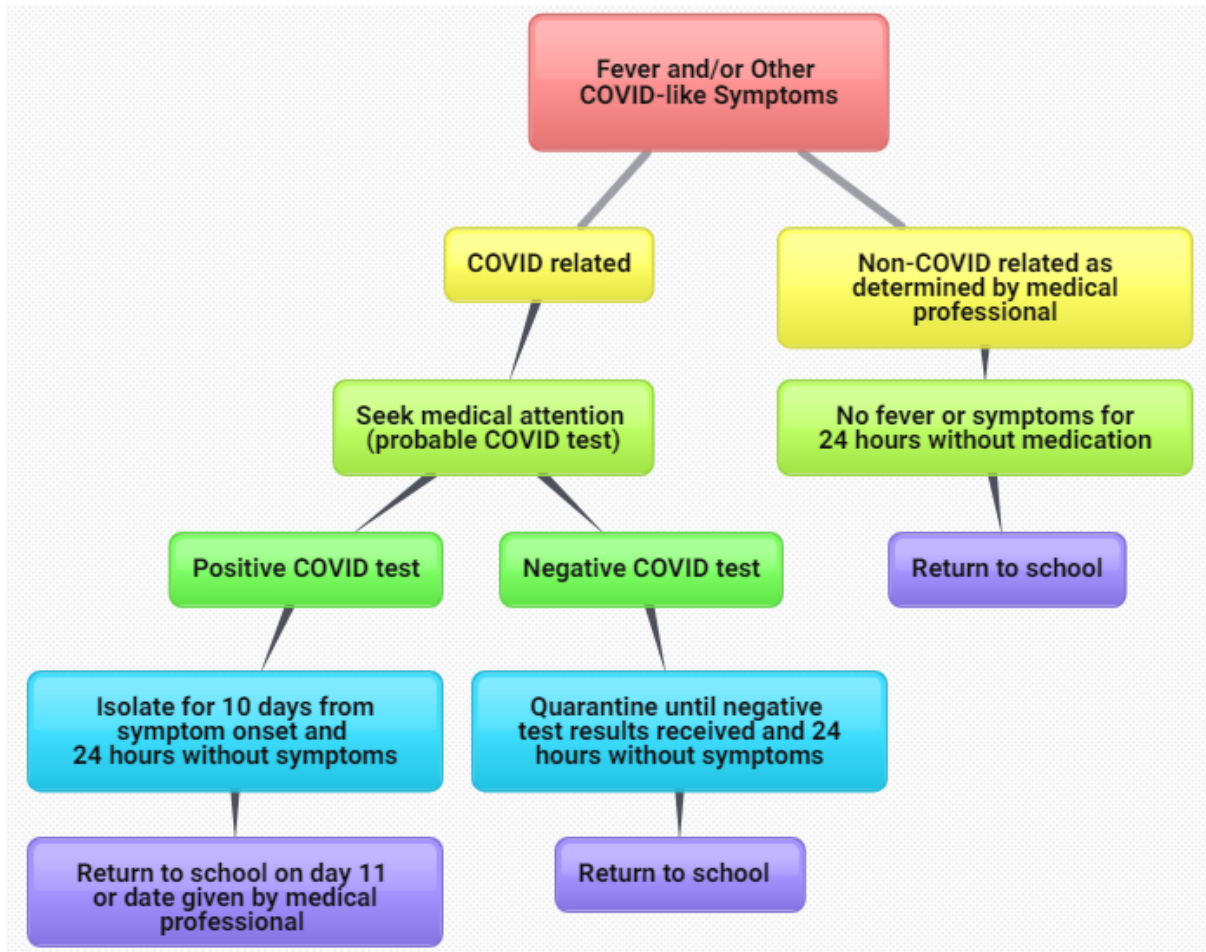 Fever and/or Other
COVID-like Symptoms
COVID related
Non-COVID related as
determined by medical
professional
Seek medical attention
(probable COVID test)
No fever or symptoms for
24 hours without medication
Positive COVID test
Negative COVID test
Return to school
Isolate for 10 days from
symptom onset and
24 hours without symptoms
Quarantine until negative
test results received and 24
hours without symptoms
Return to school on day 11
or date given by medical
professional
Return to school